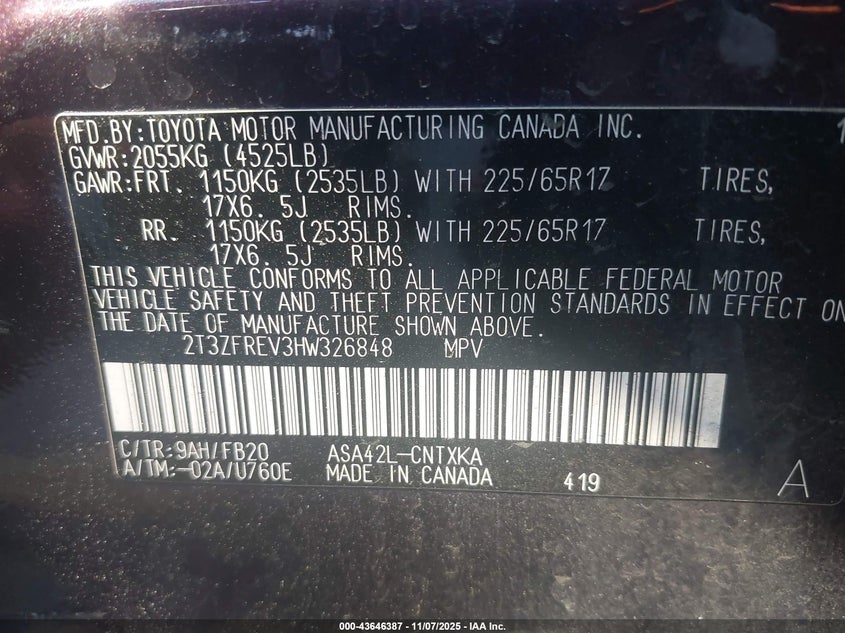 MFD.BY:TOYOTA MOTOR MANUFACTURING CANADA INC. 1
GVWR:2055KG (4525LB)
GAWR:FRT. 1150KG (2535LB) WITH 225/65R17 TIRES,
17X6. 5J RIMS.
RR. 1150KG (2535LB) WITH 225/65R17 TIRES,
17X6. 5J RIMS.
THIS VEHICLE CONFORMS TO ALL APPLICABLE FEDERAL MOTOR
VEHICLE SAFETY AND THEFT PREVENTION STANDARDS IN EFFECT ON
THE DATE OF MANUFACTURE SHOWN ABOVE.
2T3ZFREV3HW326848 MPV
C/TR:9AH/FB20 ASA42L-CNTXKA
A/TM:-02A/U760E MADE IN CANADA 419 A
000-43646387 - 11/07/2025 - IAA Inc.